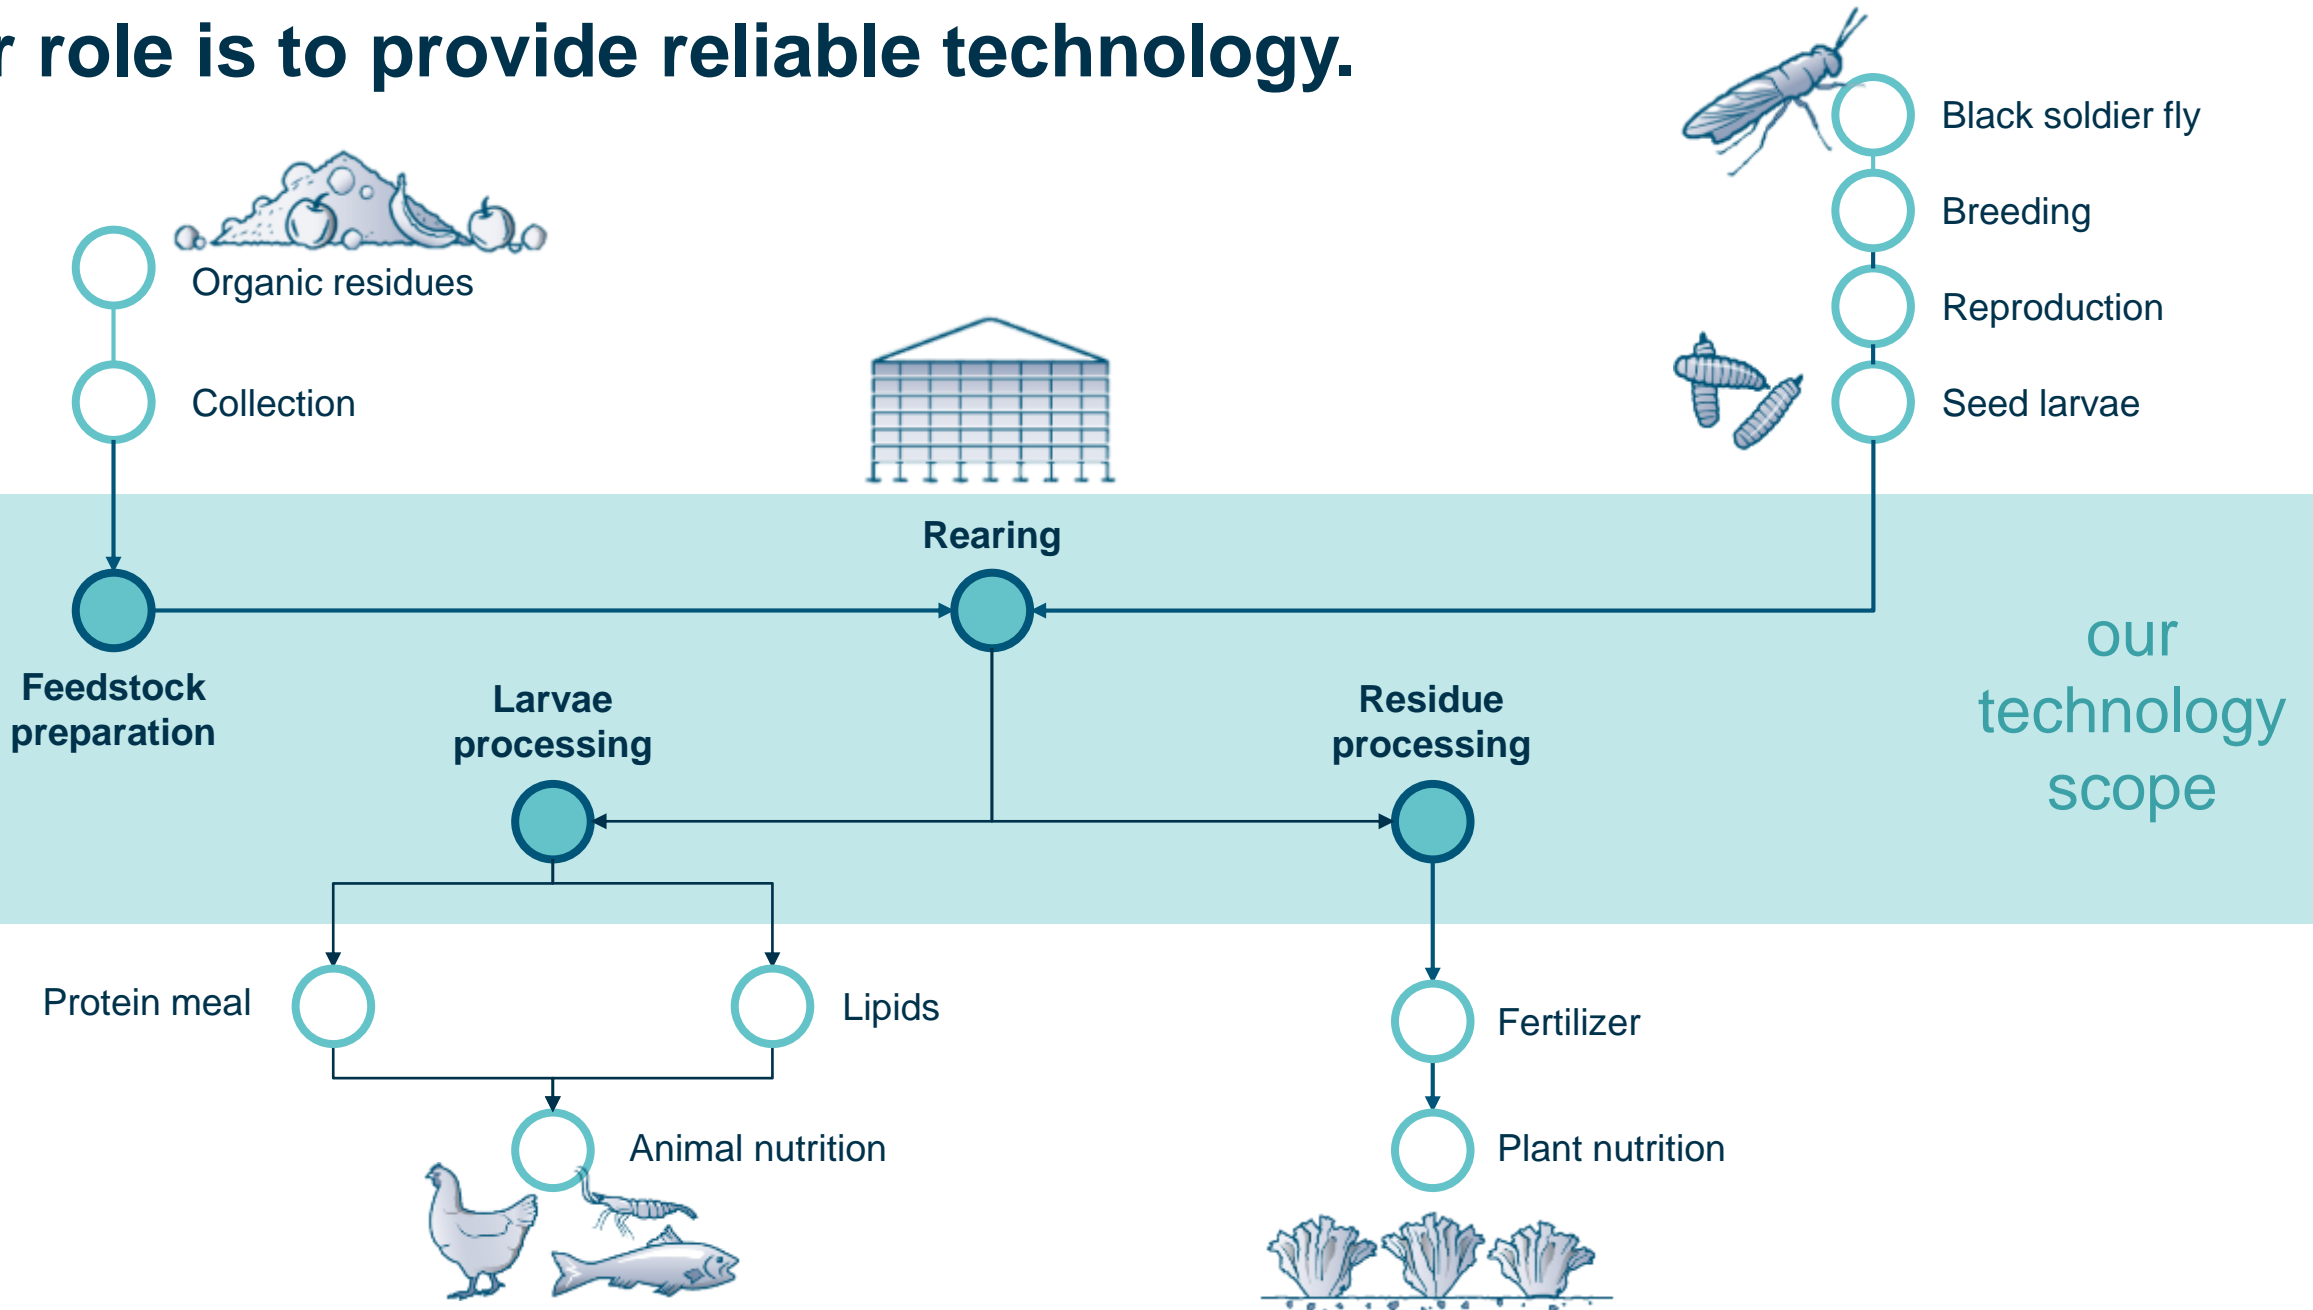 r role is to provide reliable technology.
Black soldier fly
Breeding
Reproduction
Seed larvae
Organic residues
Collection
Rearing
Feedstock
preparation
Larvae
processing
Residue
processing
our
technology
scope
Protein meal
Lipids
Fertilizer
Animal nutrition
Plant nutrition